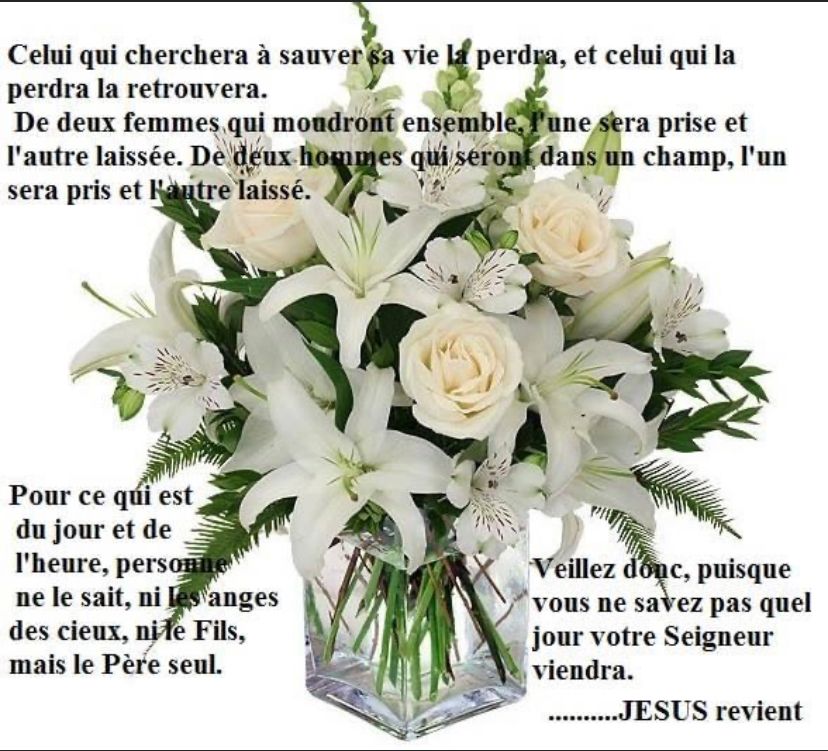 Celui qui cherchera à sauver sa vie la perdra, et celui qui la
perdra la retrouvera.
De deux femmes qui moudront ensemble, l'une sera prise et
l'autre laissée. De deux hommes qui seront dans un champ, l'un
sera pris et l'autre laissé.
Pour ce qui est
du jour et de
l'heure, personne
ne le sait, ni les anges
des cieux, ni le Fils,
mais le Père seul.
Veillez donc, puisque
vous ne savez pas quel
jour votre Seigneur
viendra.
..........JESUS revient